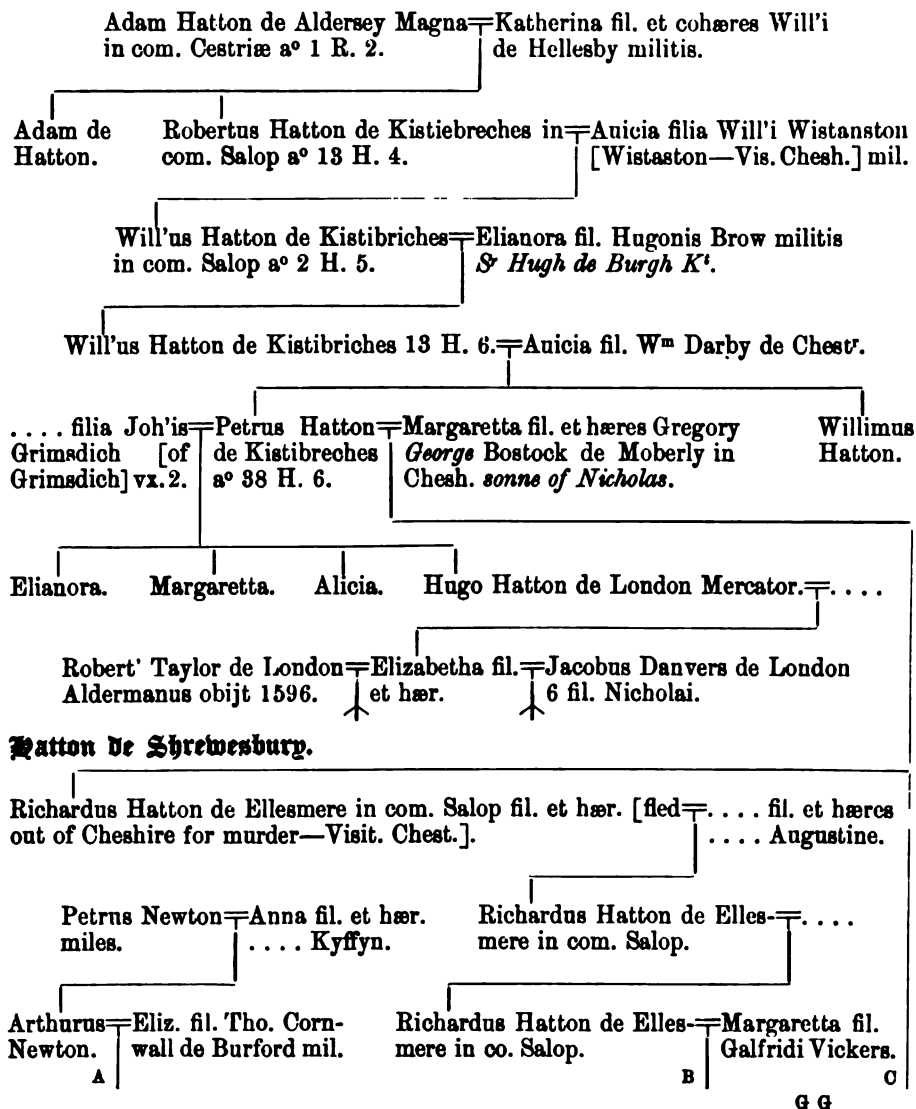 Adam Hatton de Aldersey Magna Katherina fil. et cohæres Will'i
in com. Cestriæ aº 1 R. 2. de Hellesby militis.
Adam de Robertus Hatton de Kistiebreches in Anicia filia Will'i Wistanston
Hatton. com. Salop aº 13 H. 4. [Wistaston—Vis. Chesh.] mil.
Will'us Hatton de Kistibriches Elianora fil. Hugonis Brow militis
in com. Salop aº 2 H. 5. Sr Hugh de Burgh Kt.
Will'us Hatton de Kistibriches 13 H. 6. Anicia fil. Wm Darby de Chestr.
. . . . filia Joh'is Petrus Hatton Margaretta fil. et hæres Gregory Willimus
Grimsdich [of de Kistibreches George Bostock de Moberly in Hatton.
Grimsdich] vx. 2. aº 38 H. 6. Chesh. sonne of Nicholas.
Elianora. Margaretta. Alicia. Hugo Hatton de London Mercator. . . . .
Robert' Taylor de London Elizabetha fil. Jacobus Danvers de London
Aldermanus obijt 1596. et hær. 6 fil. Nicholai.
Hatton de Shrewesbury.
Richardus Hatton de Ellesmere in com. Salop fil. et hær. [fled . . . . fil. et hæres
out of Cheshire for murder—Visit. Chest.]. . . . . Augustine.
Petrus Newton Anna fil. et hær. Richardus Hatton de Elles- . . . .
miles. . . . . Kyffyn. mere in com. Salop.
Arthurus Eliz. fil. Tho. Corn- Richardus Hatton de Elles- Margaretta fil.
Newton. wall de Burford mil. mere in co. Salop. Galfridi Vickers.
A B C
G G